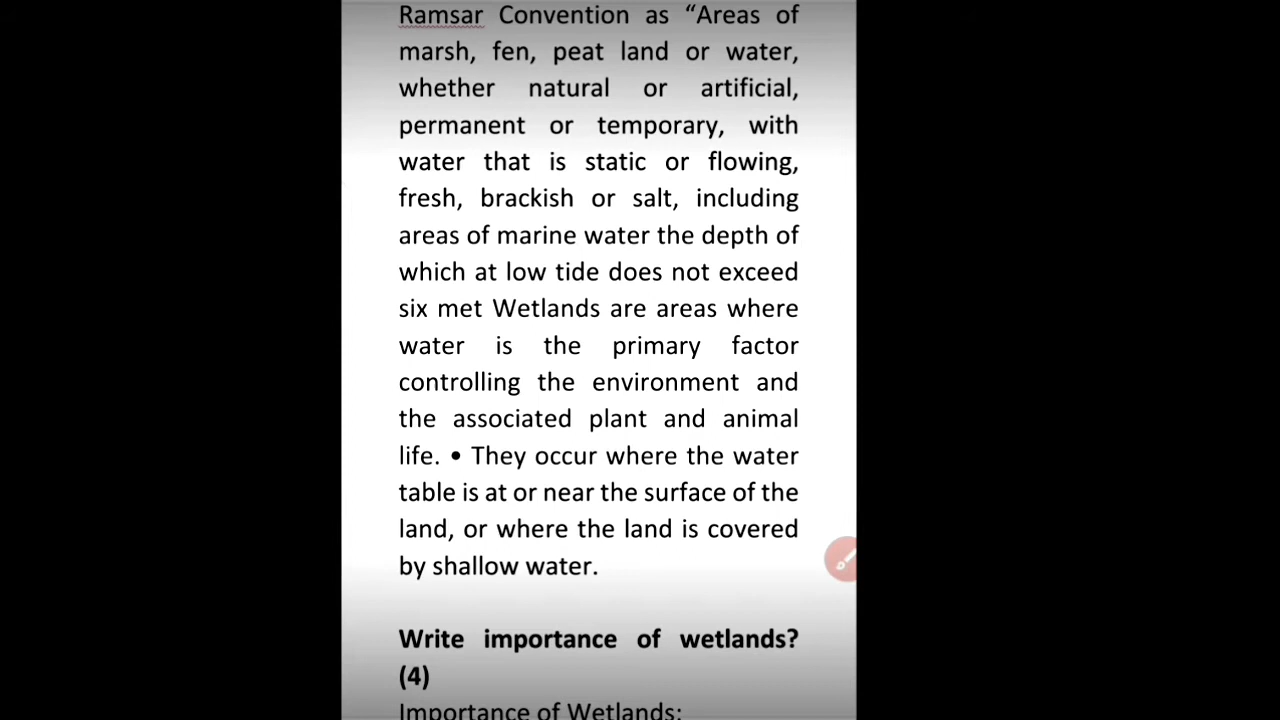 Ramsar Convention as “Areas of
marsh, fen, peat land or water,
whether natural or artificial,
permanent or temporary, with
water that is static or flowing,
fresh, brackish or salt, including
areas of marine water the depth of
which at low tide does not exceed
six met Wetlands are areas where
water is the primary factor
controlling the environment and
the associated plant and animal
life. • They occur where the water
table is at or near the surface of the
land, or where the land is covered
by shallow water.
Write importance of wetlands?
(4)
Importance of Wetlands: